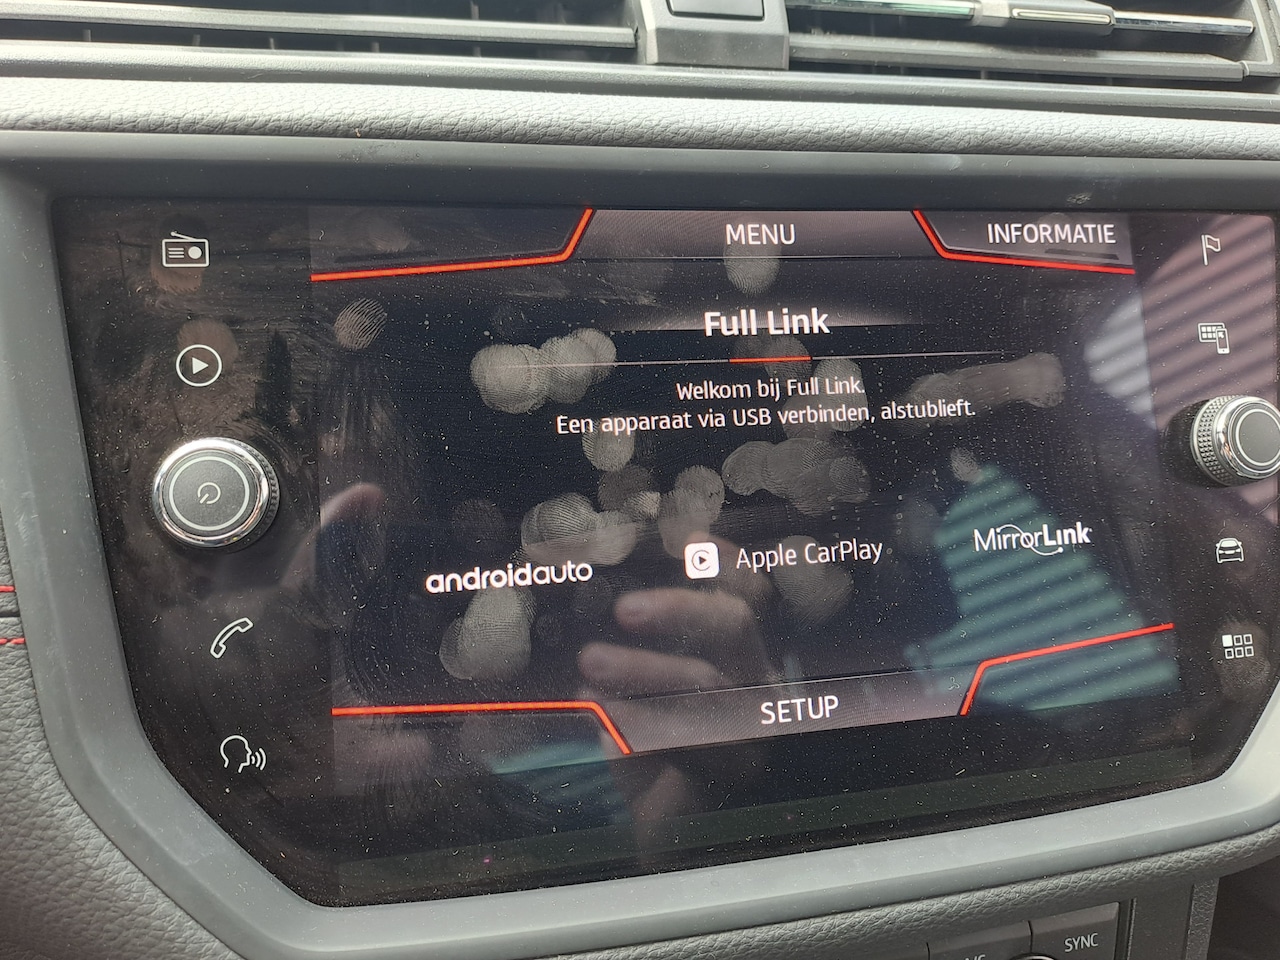 MENU
INFORMATIE
Full Link
Welkom bij Full Link.
Een apparaat via USB verbinden, alstublieft.
androidauto
Apple CarPlay
MirrorLink
SETUP
SYNC